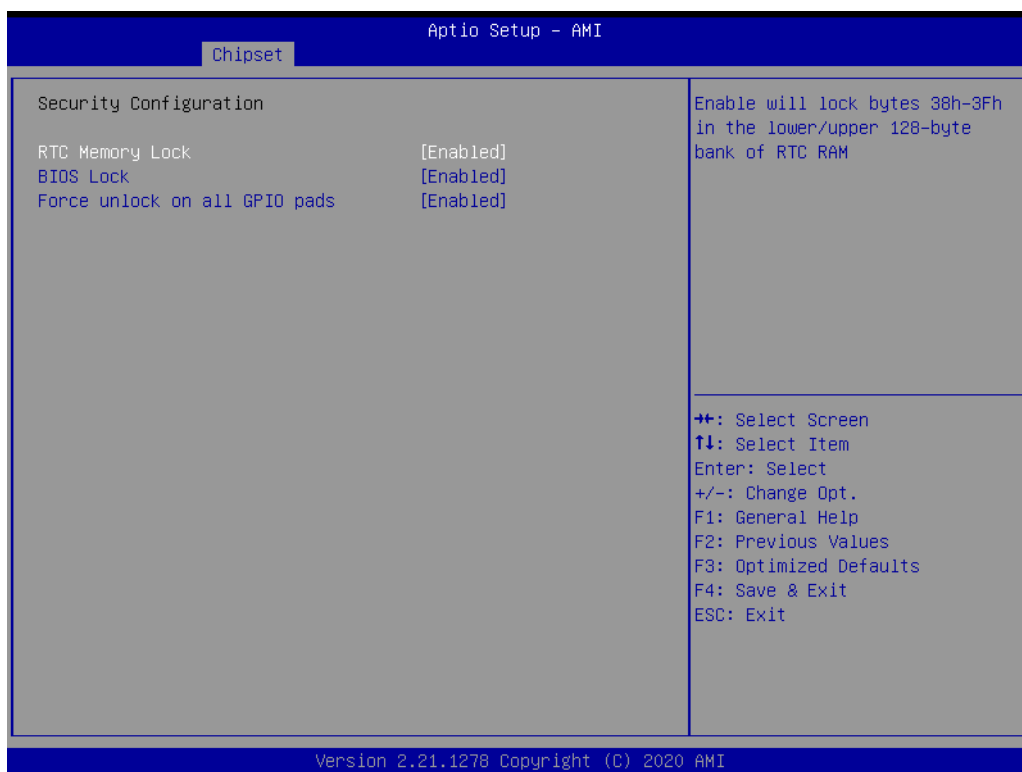 Aptio Setup - AMI
Chipset
Security Configuration
RTC Memory Lock [Enabled]
BIOS Lock [Enabled]
Force unlock on all GPIO pads [Enabled]
Enable will lock bytes 38h-3Fh
in the lower/upper 128-byte
bank of RTC RAM
→←: Select Screen
↑↓: Select Item
Enter: Select
+/-: Change Opt.
F1: General Help
F2: Previous Values
F3: Optimized Defaults
F4: Save & Exit
ESC: Exit
Version 2.21.1278 Copyright (C) 2020 AMI